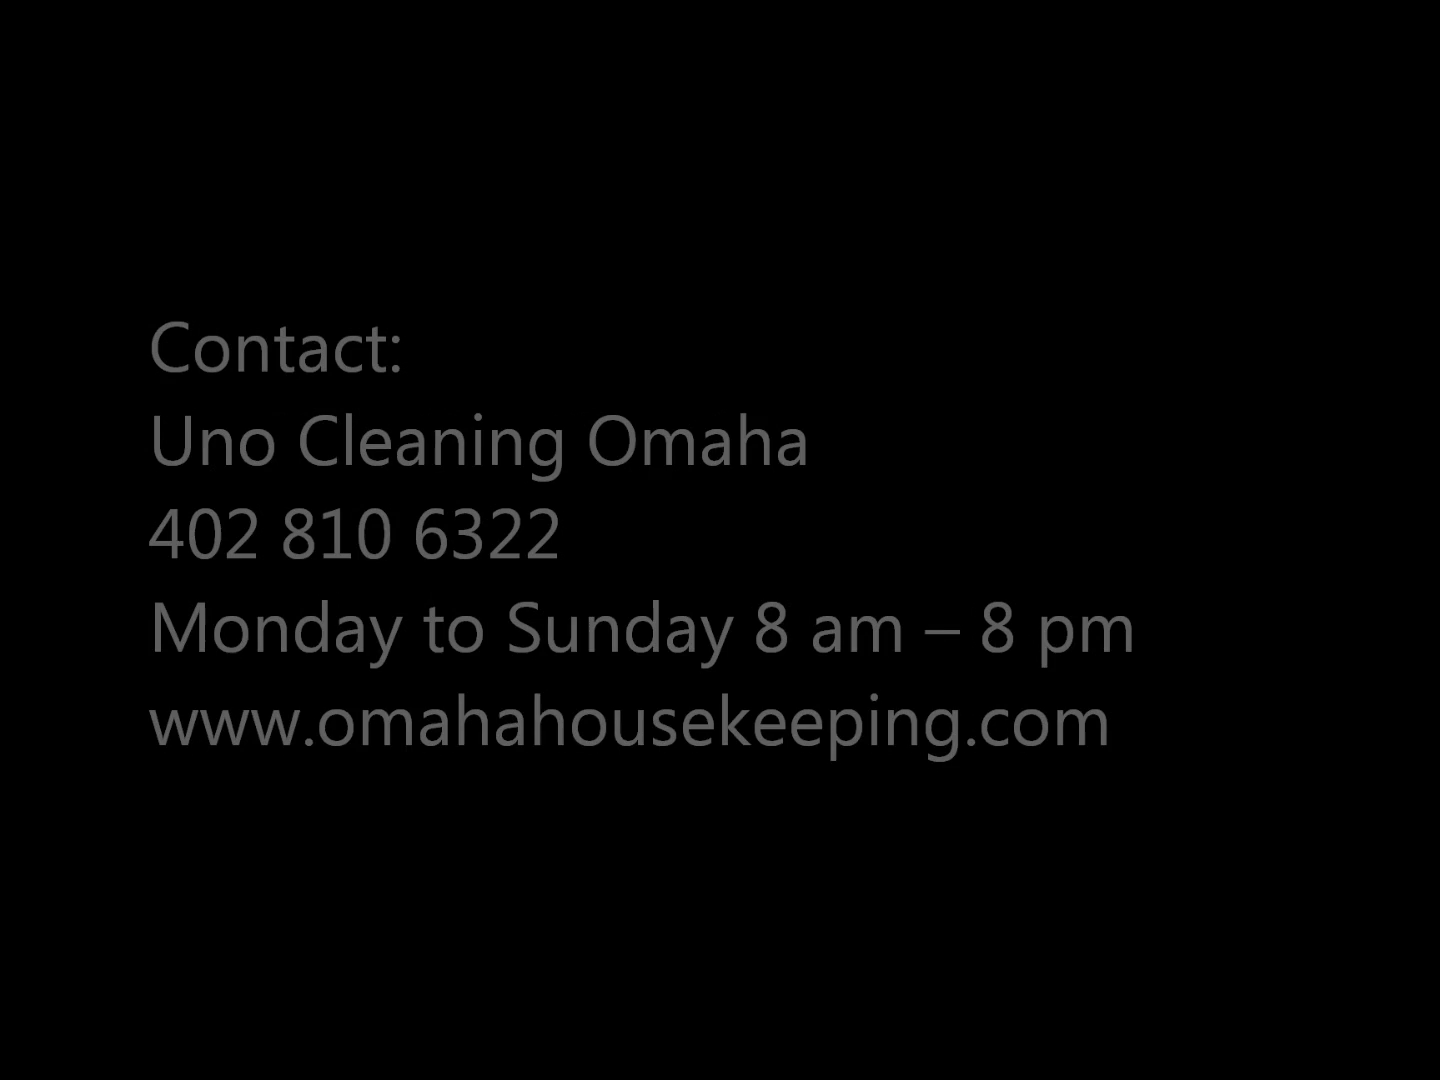 Contact:
Uno Cleaning Omaha
402 810 6322
Monday to Sunday 8 am – 8 pm
www.omahahousekeeping.com